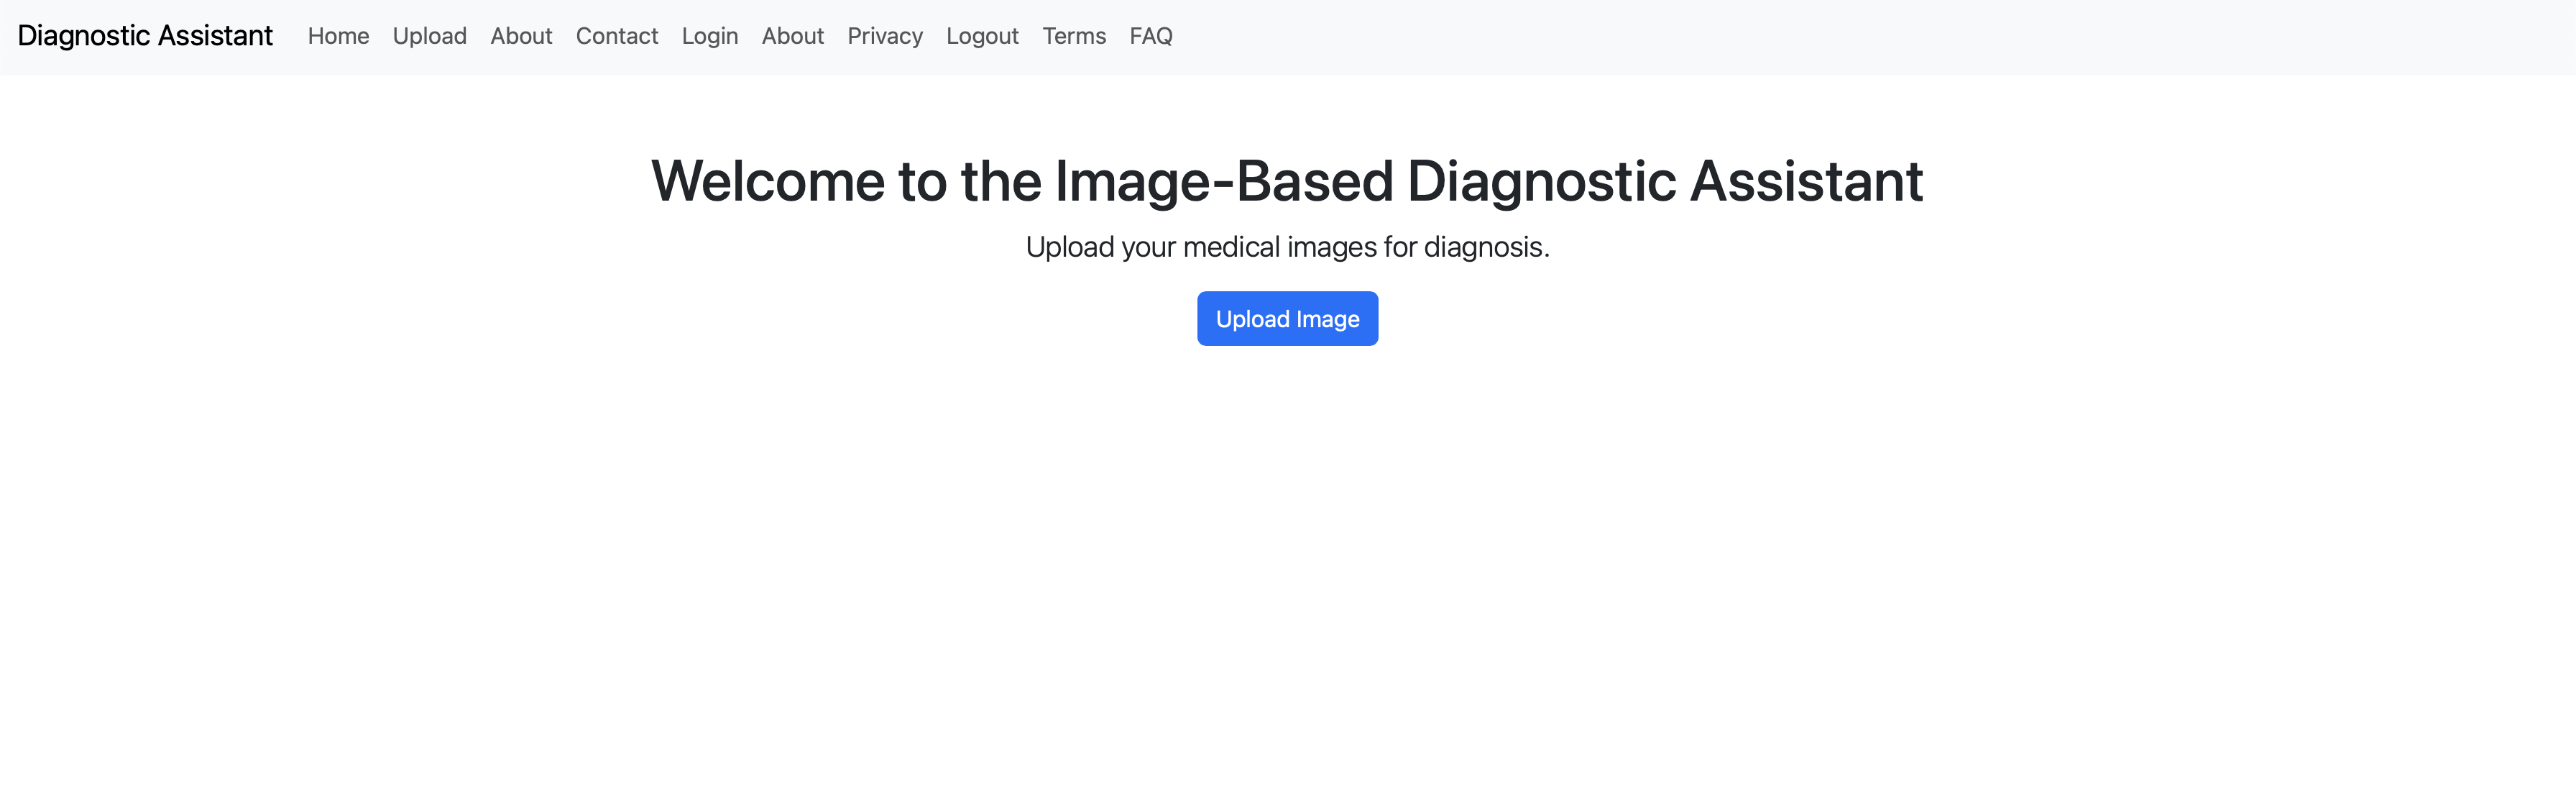 Diagnostic Assistant Home Upload About Contact Login About Privacy Logout Terms FAQ
Welcome to the Image-Based Diagnostic Assistant
Upload your medical images for diagnosis.
Upload Image